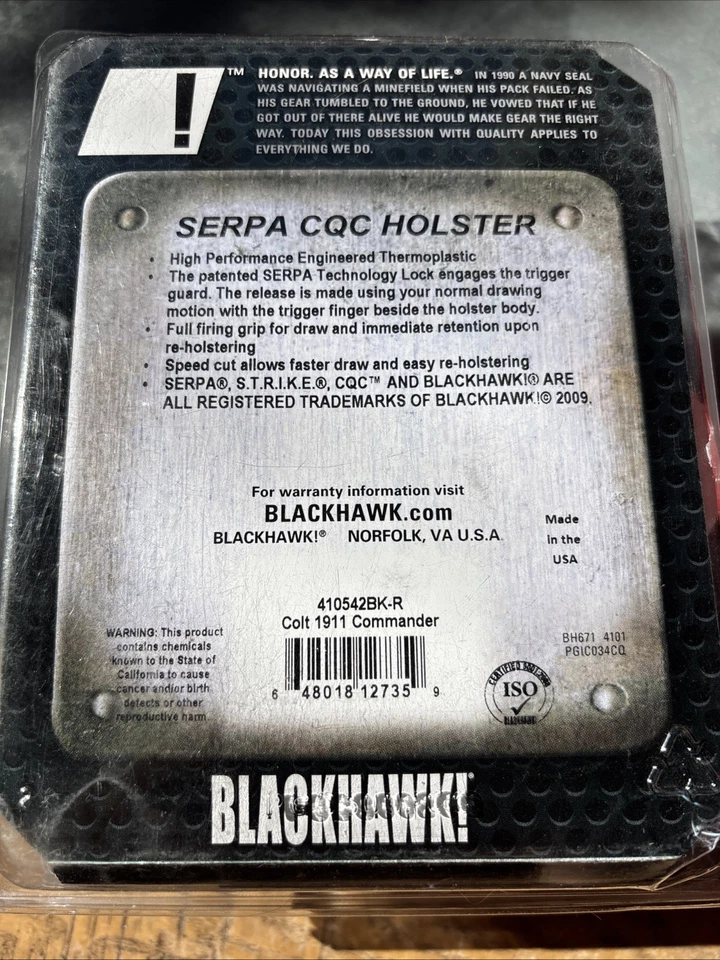 ! ™ HONOR. AS A WAY OF LIFE.® IN 1990 A NAVY SEAL
WAS NAVIGATING A MINEFIELD WHEN HIS PACK FAILED. AS
HIS GEAR TUMBLED TO THE GROUND, HE VOWED THAT IF HE
GOT OUT OF THERE ALIVE HE WOULD MAKE GEAR THE RIGHT
WAY. TODAY THIS OBSESSION WITH QUALITY APPLIES TO
EVERYTHING WE DO.
SERPA CQC HOLSTER
• High Performance Engineered Thermoplastic
• The patented SERPA Technology Lock engages the trigger
guard. The release is made using your normal drawing
motion with the trigger finger beside the holster body.
• Full firing grip for draw and immediate retention upon
re-holstering
• Speed cut allows faster draw and easy re-holstering
• SERPA®, S.T.R.I.K.E.®, CQC™ AND BLACKHAWK!® ARE
ALL REGISTERED TRADEMARKS OF BLACKHAWK!© 2009.
For warranty information visit
BLACKHAWK.com
BLACKHAWK!® NORFOLK, VA U.S.A.
Made
in the
USA
410542BK-R
Colt 1911 Commander
6 48018 12735 9
WARNING: This product
contains chemicals
known to the State of
California to cause
cancer and/or birth
defects or other
reproductive harm
BH671 4101
PGIC034CQ
ISO
BLACKHAWK!®